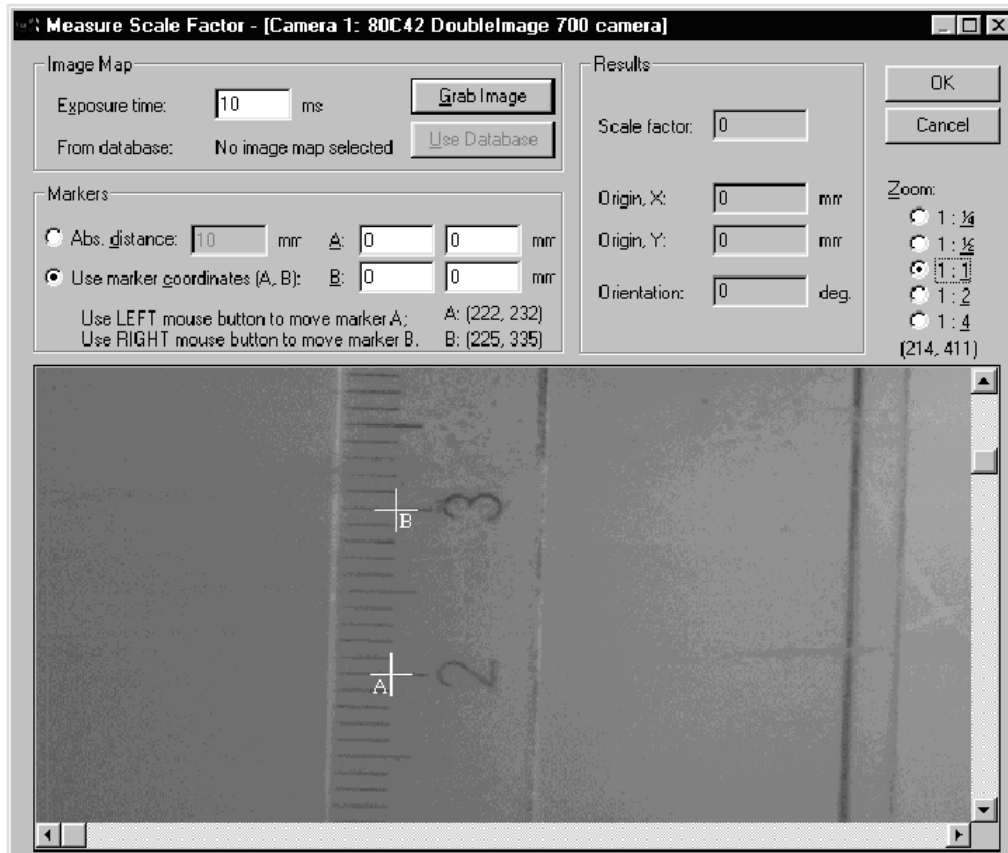 Measure Scale Factor - [Camera 1: 80C42 DoubleImage 700 camera]
Image Map
Exposure time: 10 ms Grab Image
From database: No image map selected Use Database
Markers
Abs. distance: 10 mm A: 0 0 mm
Use marker coordinates (A, B): B: 0 0 mm
Use LEFT mouse button to move marker A; A: (222, 232)
Use RIGHT mouse button to move marker B. B: (225, 335)
Results
Scale factor: 0
Origin, X: 0 mm
Origin, Y: 0 mm
Orientation: 0 deg.
OK
Cancel
Zoom:
1 : ¼
1 : ½
1 : 1
1 : 2
1 : 4
(214, 411)
B 3
A 2